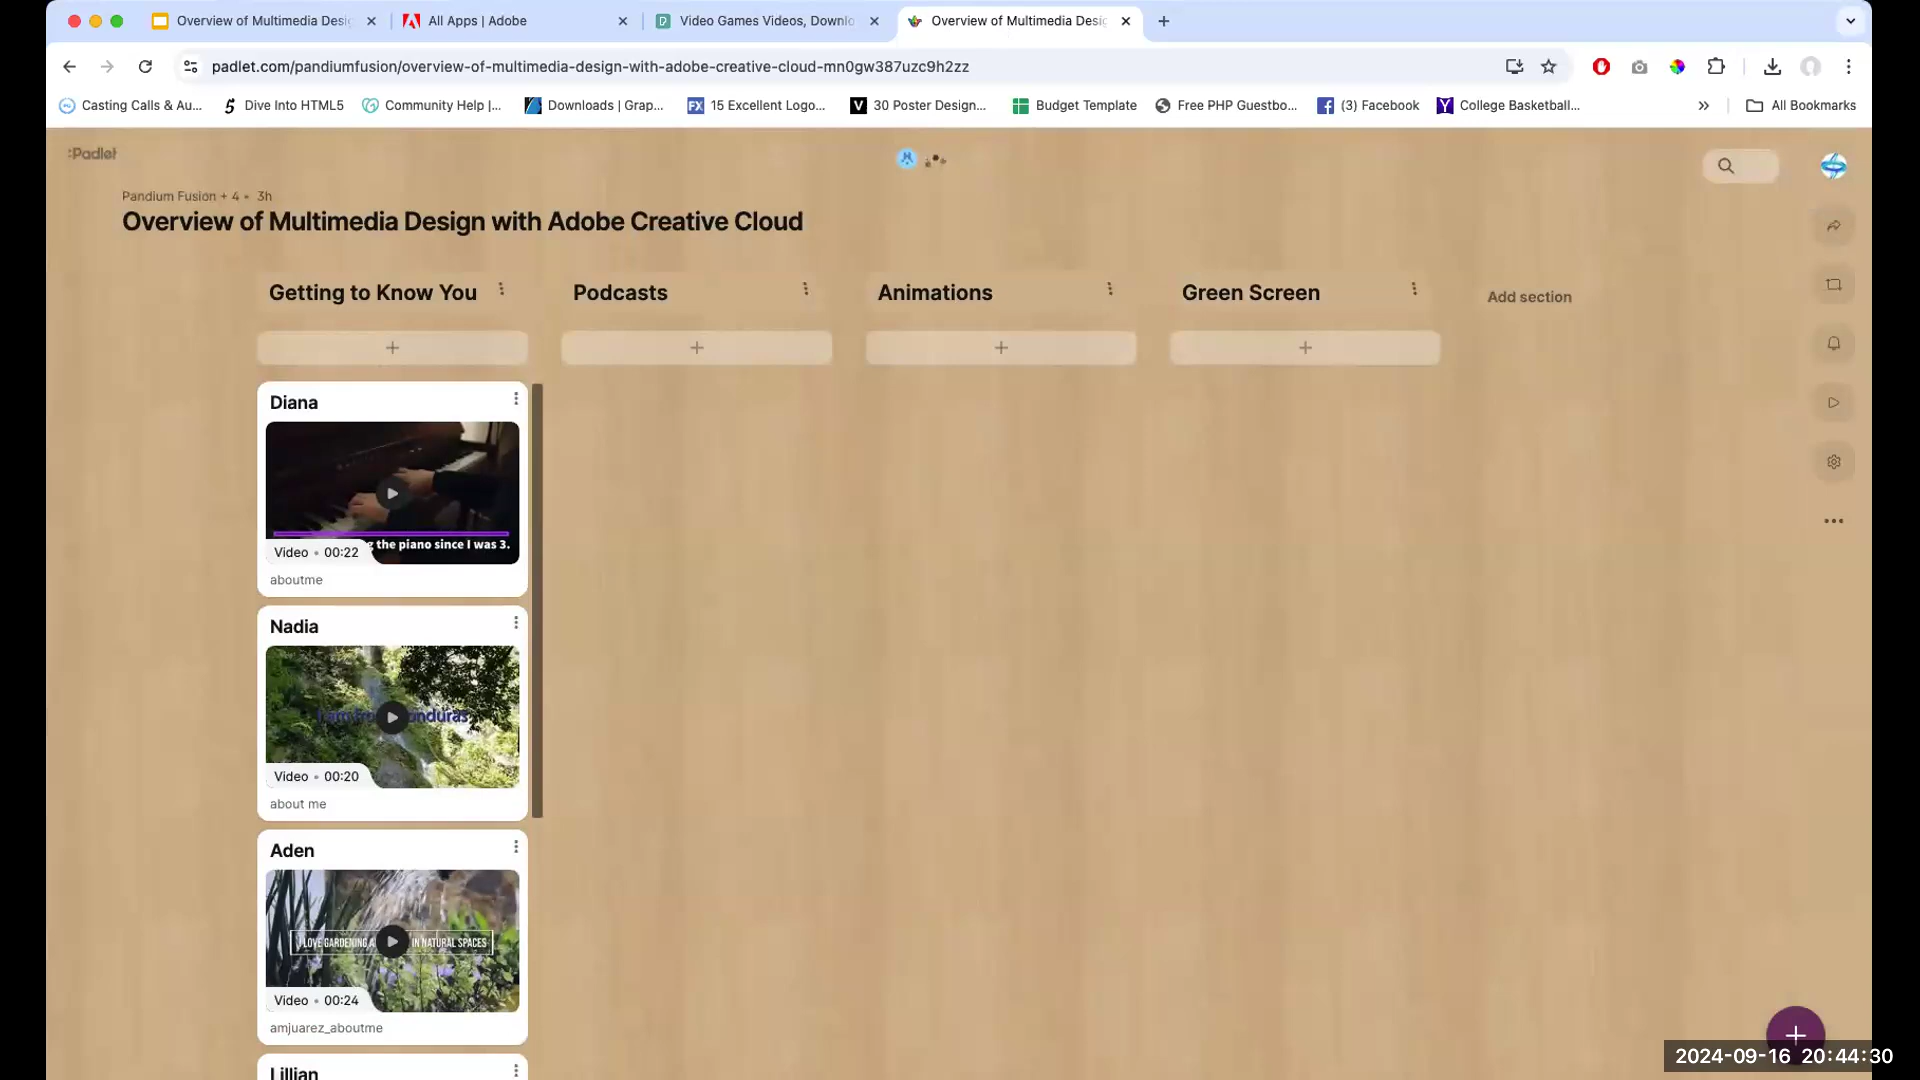 Overview of Multimedia Desi
All Apps | Adobe
Video Games Videos, Downlo
Overview of Multimedia Desig
padlet.com/pandiumfusion/overview-of-multimedia-design-with-adobe-creative-cloud-mn0gw387uzc9h2zz
Casting Calls & Au...
Dive Into HTML5
Community Help |...
Downloads | Grap...
15 Excellent Logo...
30 Poster Design...
Budget Template
Free PHP Guestbo...
(3) Facebook
College Basketball...
All Bookmarks
:Padlet
Pandium Fusion + 4 • 3h
Overview of Multimedia Design with Adobe Creative Cloud
Getting to Know You
Podcasts
Animations
Green Screen
Add section
Diana
the piano since I was 3.
Video • 00:22
aboutme
Nadia
Video • 00:20
about me
Aden
I LOVE GARDENING A IN NATURAL SPACES
Video • 00:24
amjuarez_aboutme
Lillian
2024-09-16 20:44:30